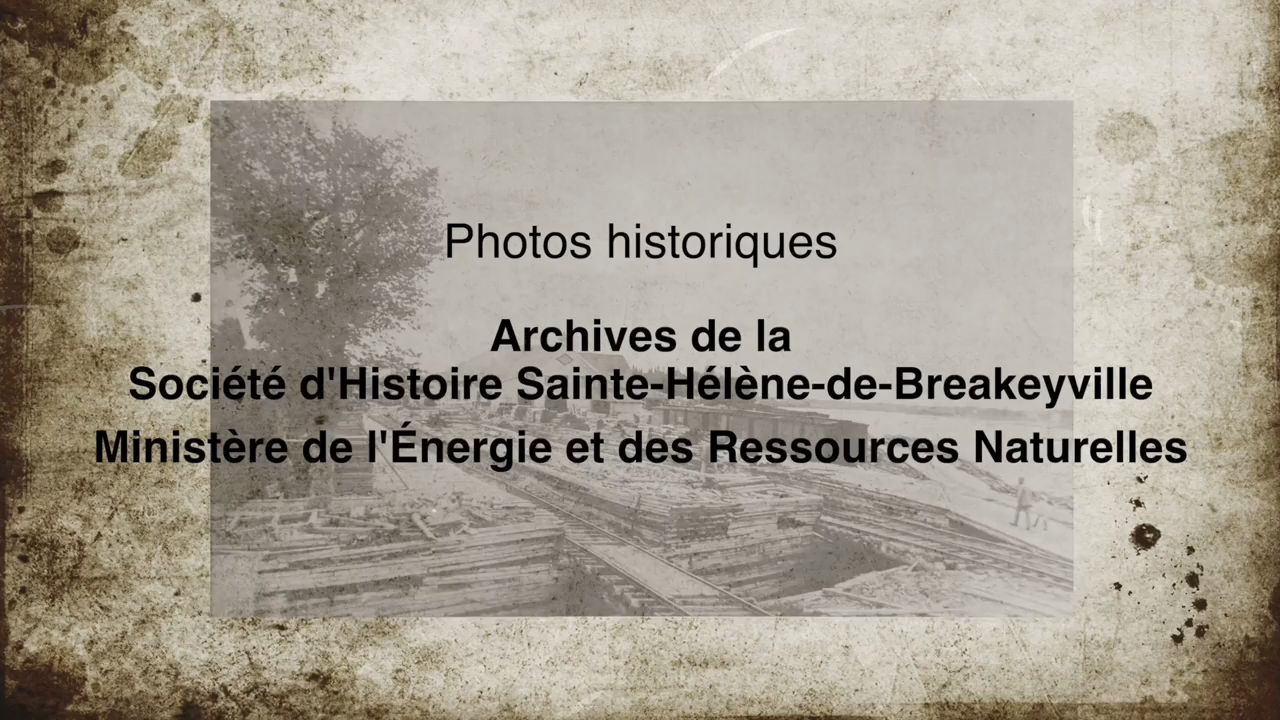 Photos historiques
Archives de la
Société d'Histoire Sainte-Hélène-de-Breakeyville
Ministère de l'Énergie et des Ressources Naturelles